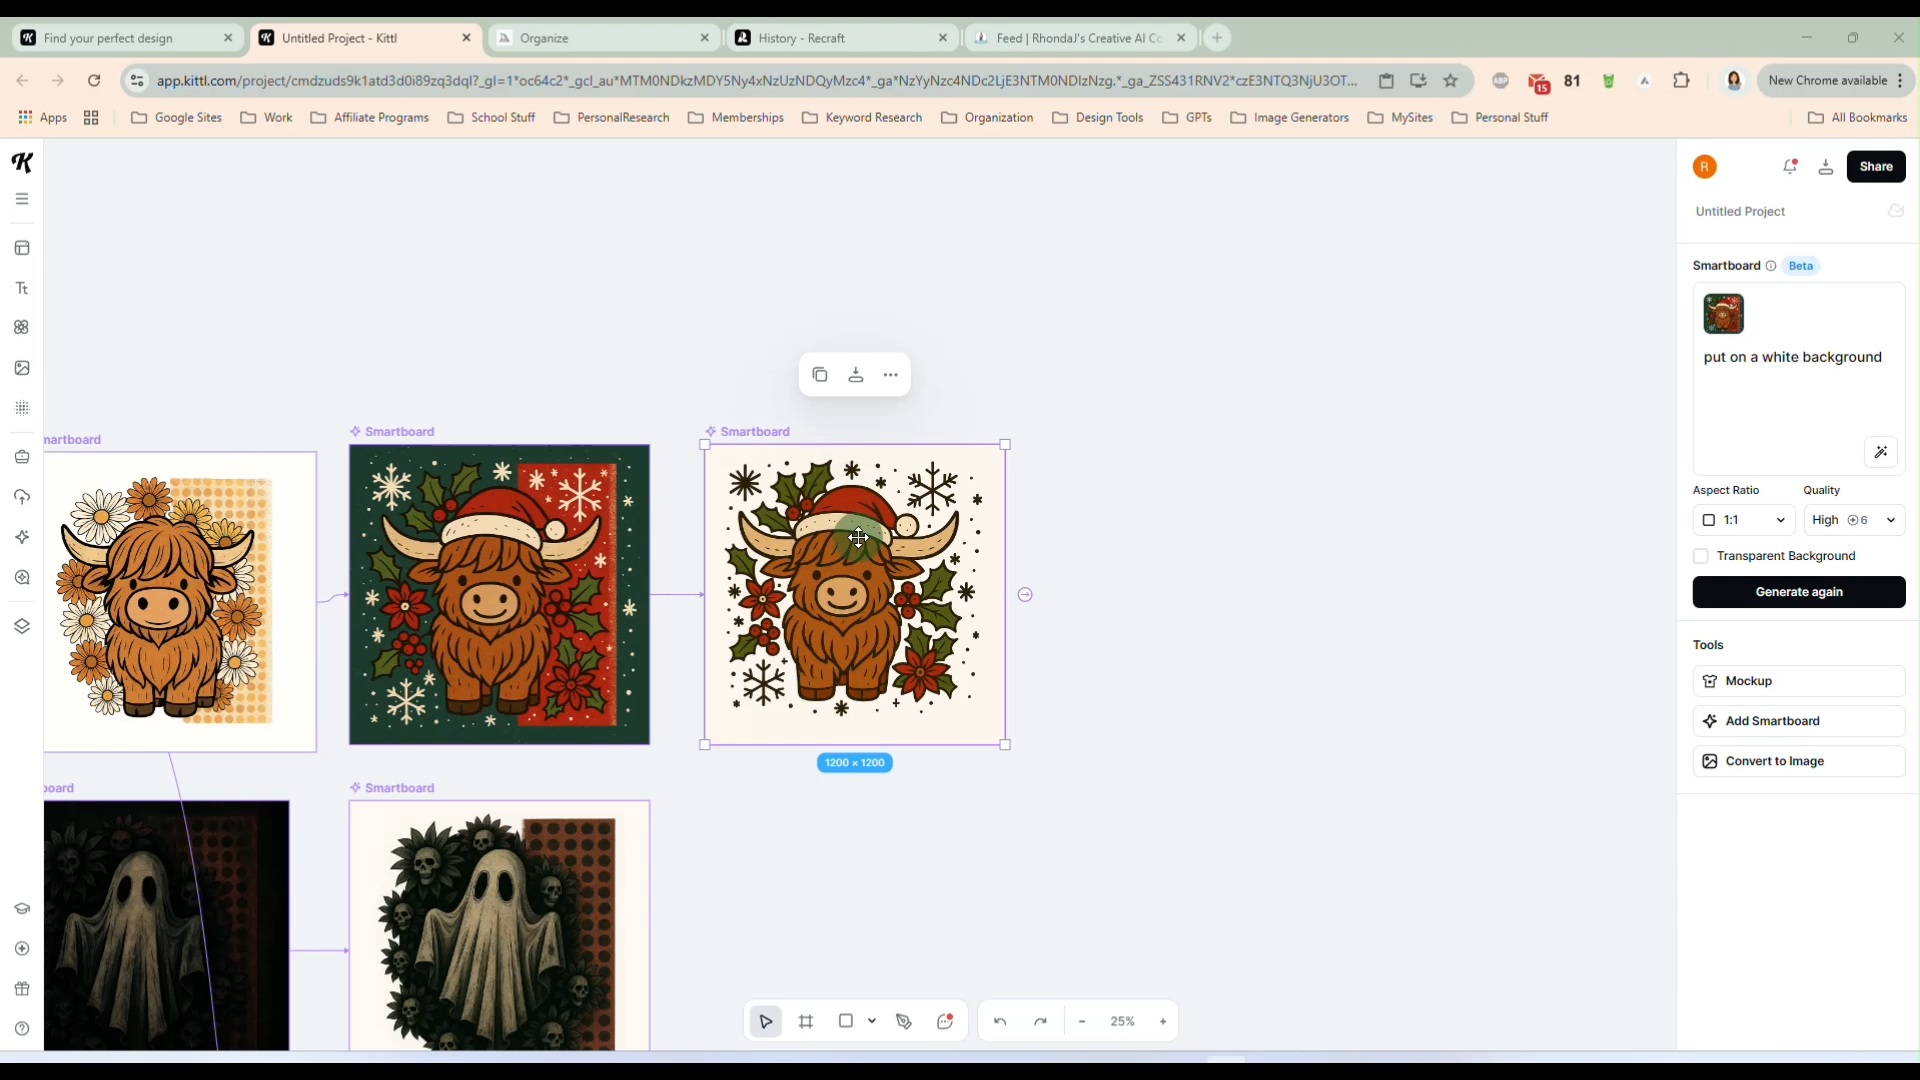 Find your perfect design
Untitled Project - Kittl
Organize
History - Recraft
Feed | RhondaJ's Creative AI Co
app.kittl.com/project/cmdzuds9k1atd3d0i89zq3dql?_gl=1*oc64c2*_gcl_au*MTM0NDkzMDY5Ny4xNzUzNDQyMzc4*_ga*NzYyNzc4NDc2LjE3NTM0NDIzNzg.*_ga_ZSS431RNV2*czE3NTQ3NjU3OT...
15
81
New Chrome available
Apps
Google Sites
Work
Affiliate Programs
School Stuff
PersonalResearch
Memberships
Keyword Research
Organization
Design Tools
GPTs
Image Generators
MySites
Personal Stuff
All Bookmarks
R
Share
Untitled Project
Smartboard
Beta
put on a white background
Aspect Ratio
Quality
1:1
High 6
Transparent Background
Generate again
Tools
Mockup
Add Smartboard
Convert to Image
martboard
Smartboard
Smartboard
1200 × 1200
board
Smartboard
Tt
25%